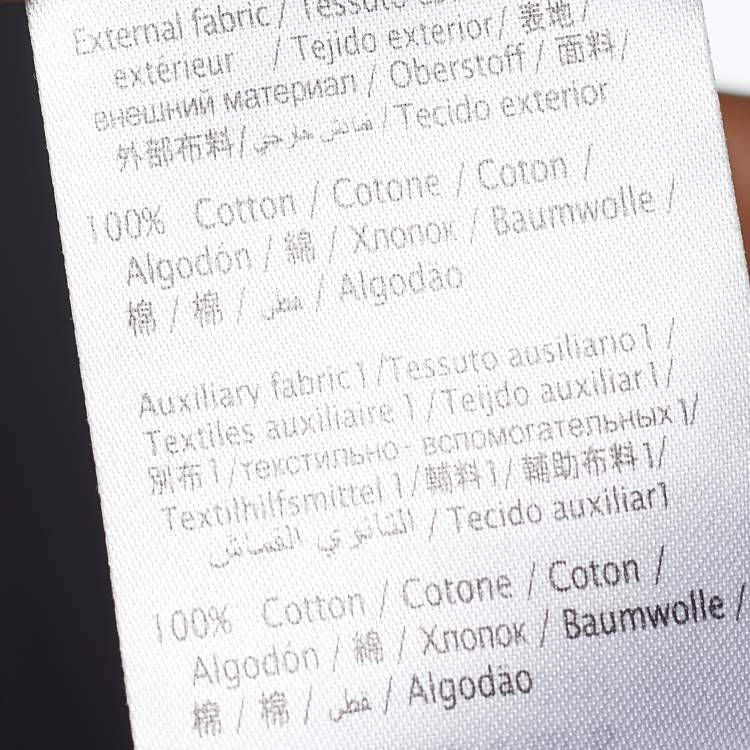 External fabric / Tessuto
extérieur / Tejido exterior / 表地 /
внешний материал / Oberstoff / 面料 /
外部布料 / قماش خارجي / Tecido exterior
100% Cotton / Cotone / Coton /
Algodón / 綿 / Хлопок / Baumwolle /
棉 / 棉 / قطن / Algodão
Auxiliary fabric 1 / Tessuto ausiliario 1 /
Textiles auxiliaire 1 / Teijdo auxiliar 1 /
別布 1 / текстильно- вспомогательных 1/
Textilhilfsmittel 1 / 輔料 1 / 輔助布料 1/
الثانوي القماش / Tecido auxiliar1
100% Cotton / Cotone / Coton /
Algodón / 綿 / Хлопок / Baumwolle /
棉 / 棉 / قطن / Algodão